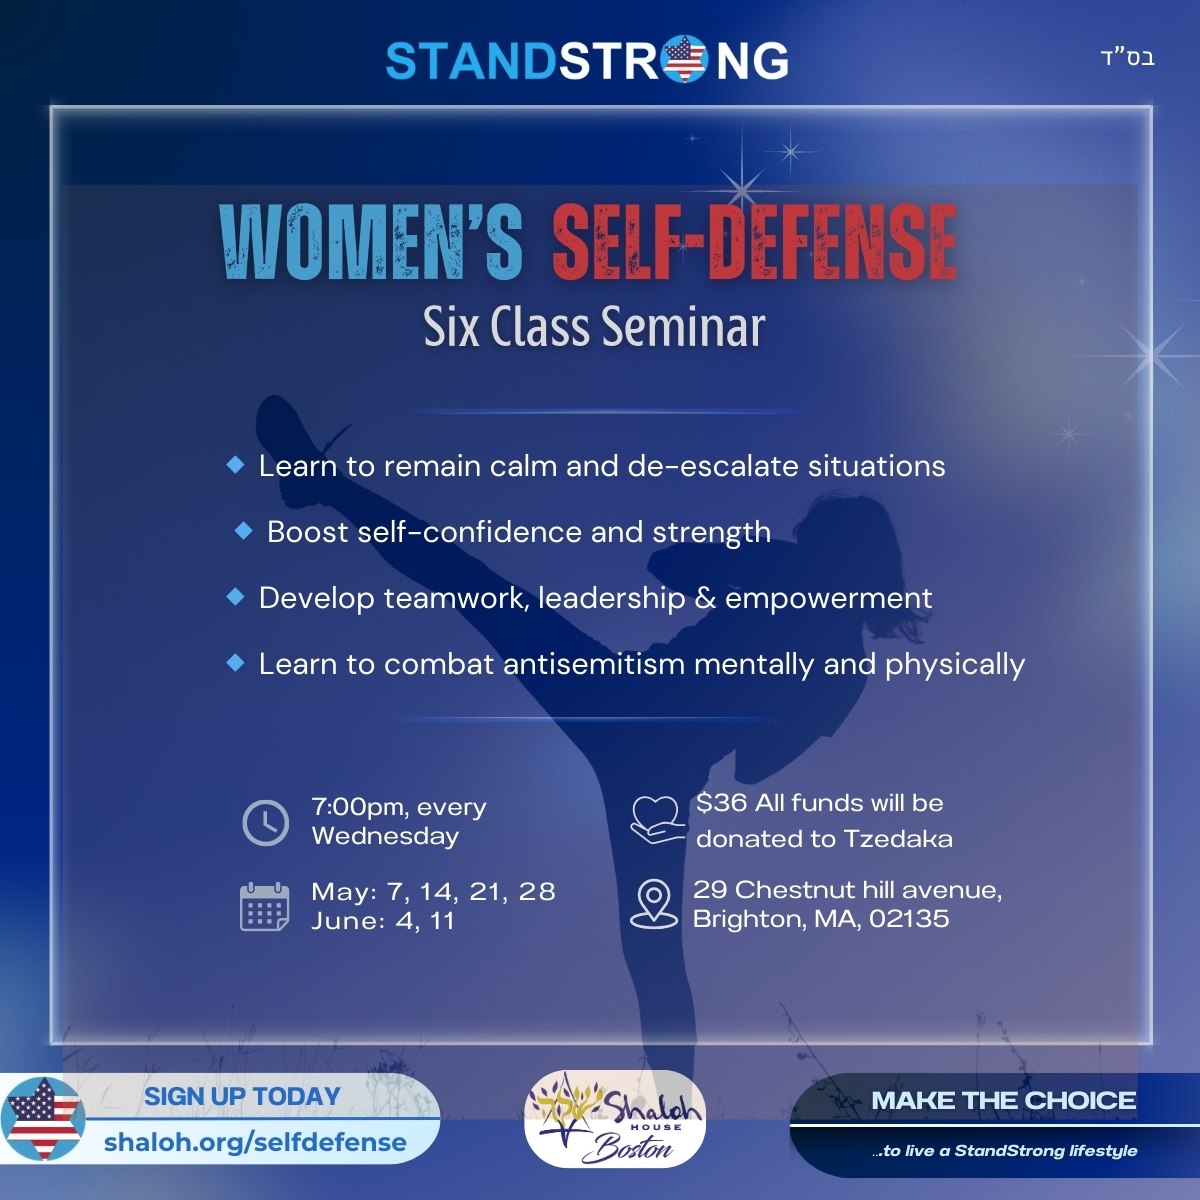 STANDSTRONG
בס”ד
WOMEN’S SELF-DEFENSE
Six Class Seminar
Learn to remain calm and de-escalate situations
Boost self-confidence and strength
Develop teamwork, leadership & empowerment
Learn to combat antisemitism mentally and physically
7:00pm, every
Wednesday
$36 All funds will be
donated to Tzedaka
May: 7, 14, 21, 28
June: 4, 11
29 Chestnut hill avenue,
Brighton, MA, 02135
SIGN UP TODAY
shaloh.org/selfdefense
Shaloh
HOUSE
Boston
MAKE THE CHOICE
...to live a StandStrong lifestyle